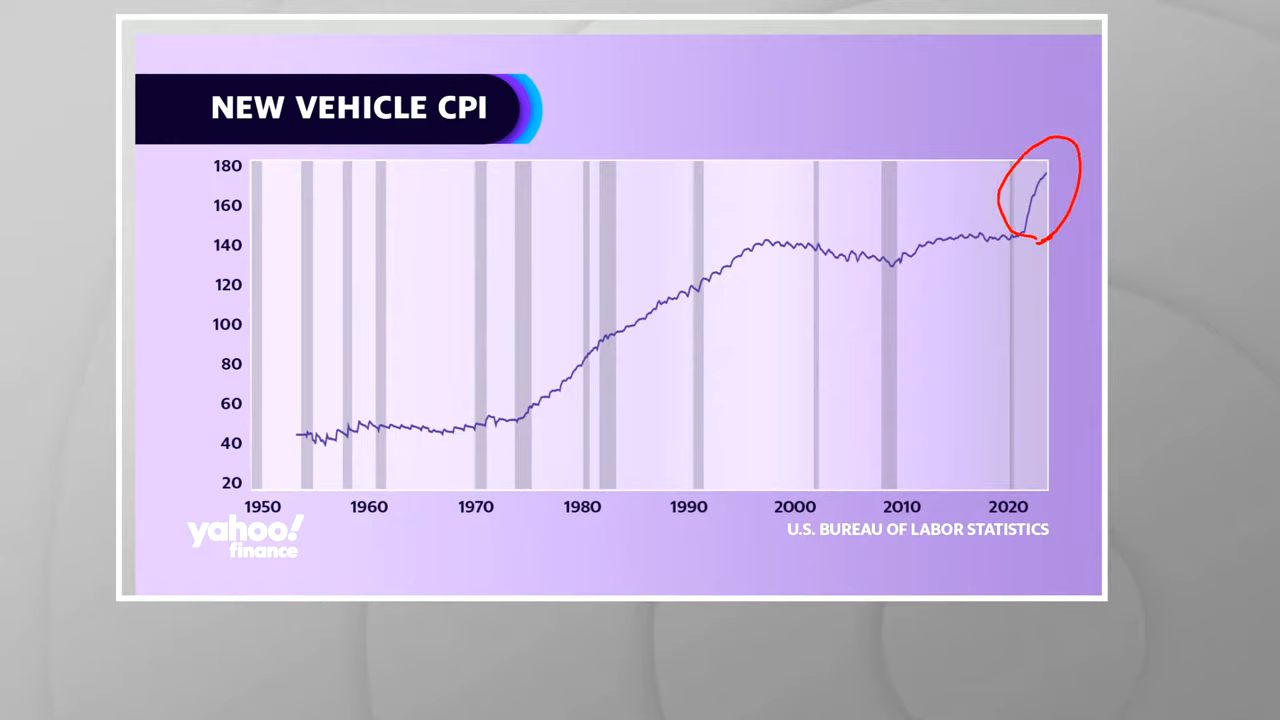 NEW VEHICLE CPI
180
160
140
120
100
80
60
40
20
1950 1960 1970 1980 1990 2000 2010 2020
yahoo!
finance
U.S. BUREAU OF LABOR STATISTICS